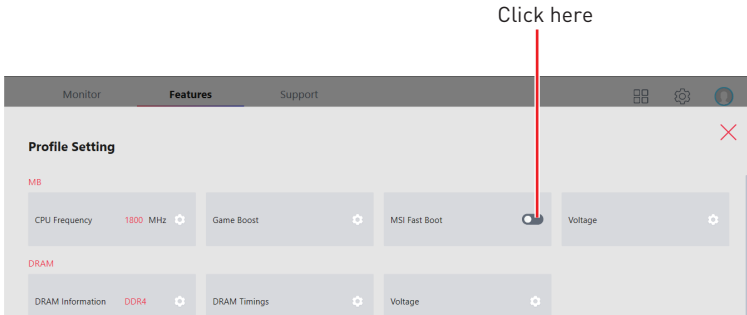 Click here
Monitor Features Support
Profile Setting
MB
CPU Frequency 1800 MHz Game Boost MSI Fast Boot Voltage
DRAM
DRAM Information DDR4 DRAM Timings Voltage